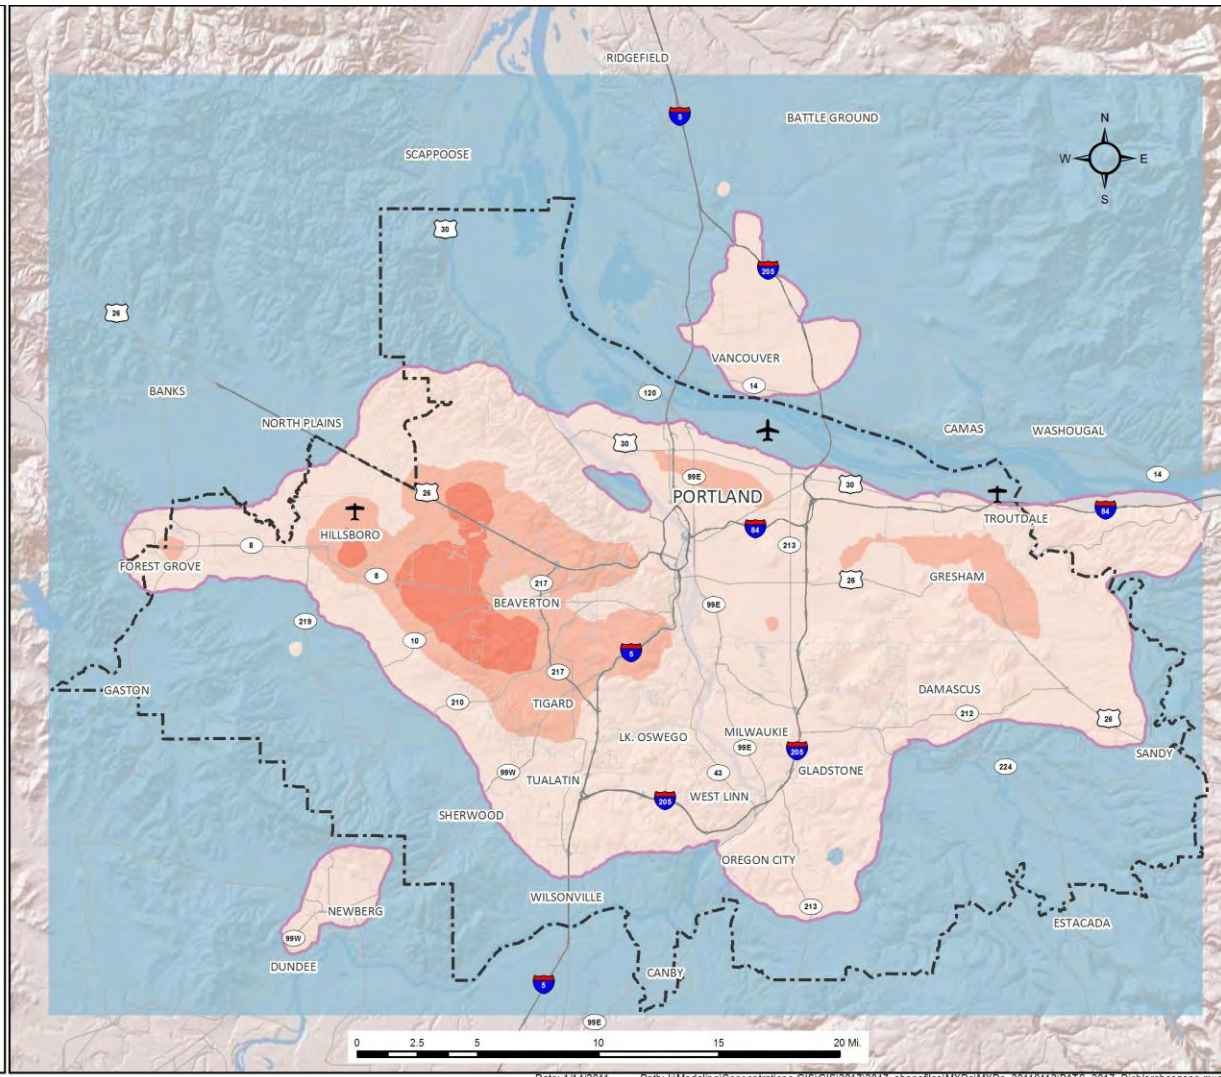 RIDGEFIELD
5
BATTLE GROUND
N
W E
S
SCAPPOOSE
30
205
26
VANCOUVER
14
120
BANKS
NORTH PLAINS
CAMAS
WASHOUGAL
30
14
99E
26
PORTLAND
30
84
TROUTDALE
84
HILLSBORO
213
8
FOREST GROVE
8
217
26
GRESHAM
BEAVERTON
99E
219
10
5
217
GASTON
210
TIGARD
DAMASCUS
212
26
LK. OSWEGO
MILWAUKIE
99E
205
SANDY
99W
TUALATIN
43
GLADSTONE
224
205
WEST LINN
SHERWOOD
OREGON CITY
WILSONVILLE
NEWBERG
213
ESTACADA
99W
DUNDEE
CANBY
5
99E
0 2.5 5 10 15 20 Mi.